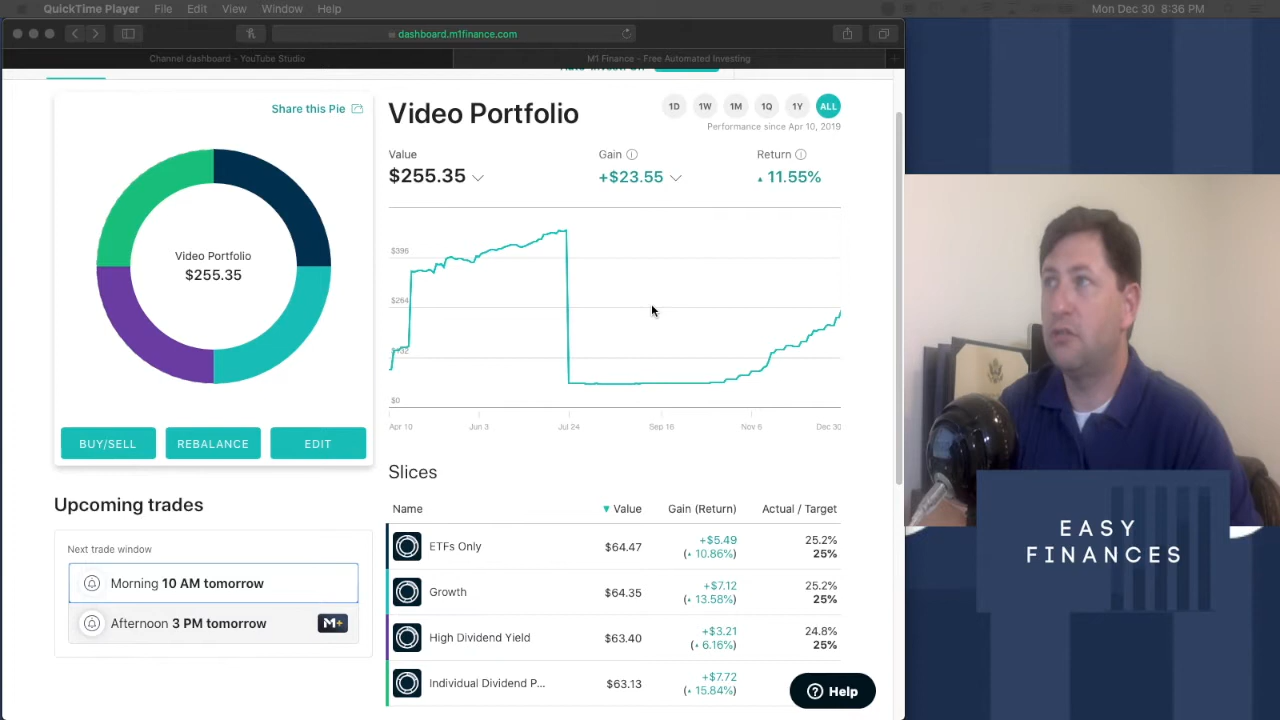 QuickTime Player File Edit View Window Help
Mon Dec 30 8:36 PM
dashboard.m1finance.com
Channel dashboard - YouTube Studio
M1 Finance - Free Automated Investing
Share this Pie
Video Portfolio
1D 1W 1M 1Q 1Y ALL
Performance since Apr 10, 2019
Value
$255.35
Gain
+$23.55
Return
11.55%
Video Portfolio
$255.35
$396
$264
$132
$0
Apr 10 Jun 3 Jul 24 Sep 16 Nov 6 Dec 30
BUY/SELL REBALANCE EDIT
Upcoming trades
Next trade window
Morning 10 AM tomorrow
Afternoon 3 PM tomorrow
M+
Slices
Name Value Gain (Return) Actual / Target
ETFs Only $64.47 +$5.49 25.2%
(10.86%) 25%
Growth $64.35 +$7.12 25.2%
(13.58%) 25%
High Dividend Yield $63.40 +$3.21 24.8%
(6.16%) 25%
Individual Dividend P... $63.13 +$7.72
(15.84%)
Help
EASY
FINANCES